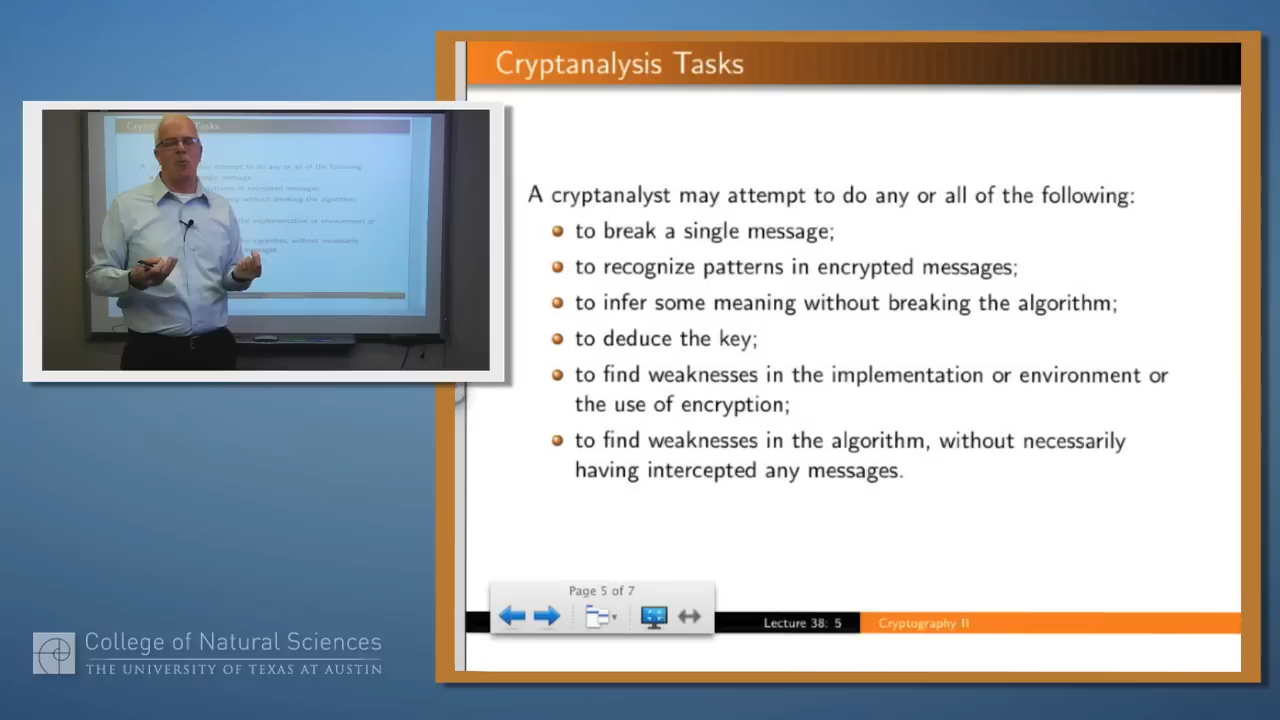 Cryptanalysis Tasks
A cryptanalyst may attempt to do any or all of the following:
to break a single message;
to recognize patterns in encrypted messages;
to infer some meaning without breaking the algorithm;
to deduce the key;
to find weaknesses in the implementation or environment or
the use of encryption;
to find weaknesses in the algorithm, without necessarily
having intercepted any messages.
Page 5 of 7
Lecture 38: 5
Cryptography II
College of Natural Sciences
THE UNIVERSITY OF TEXAS AT AUSTIN